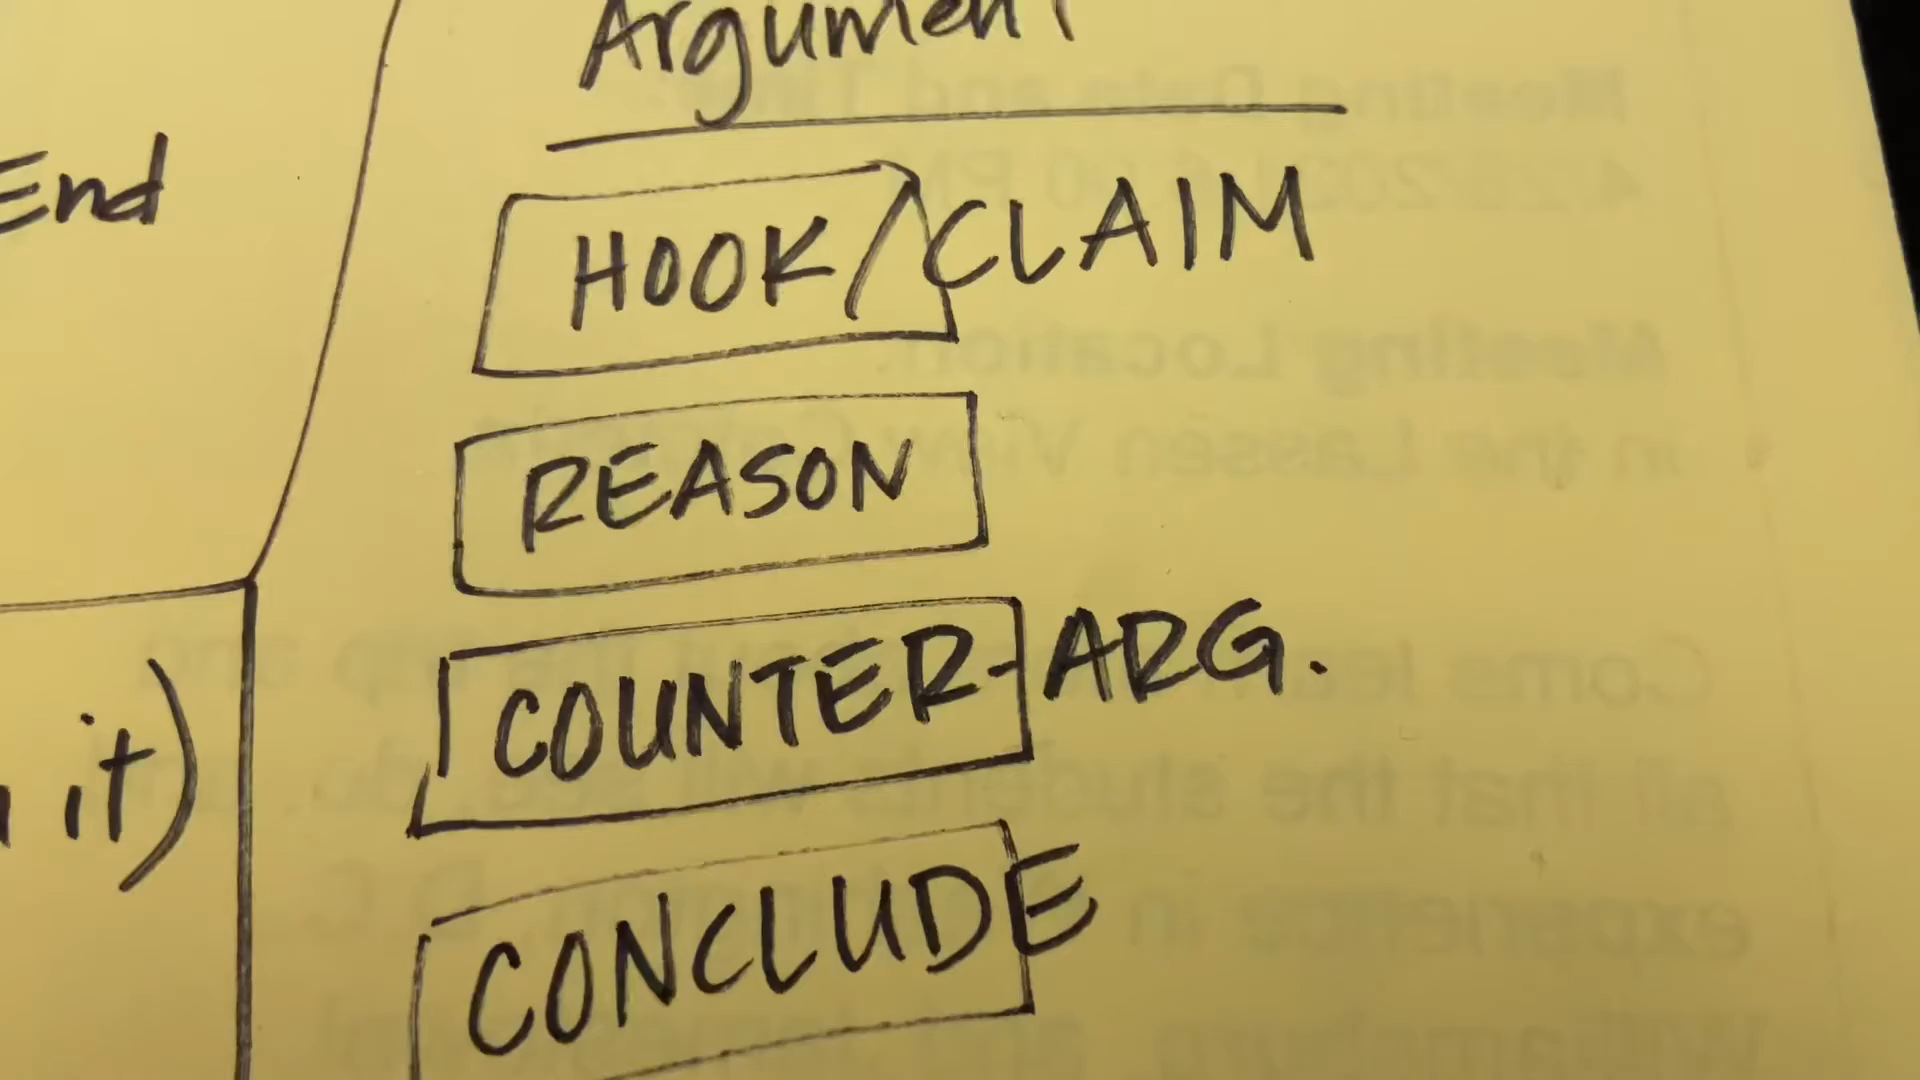 Argument
End
HOOK/CLAIM
REASON
COUNTER-ARG.
it)
CONCLUDE